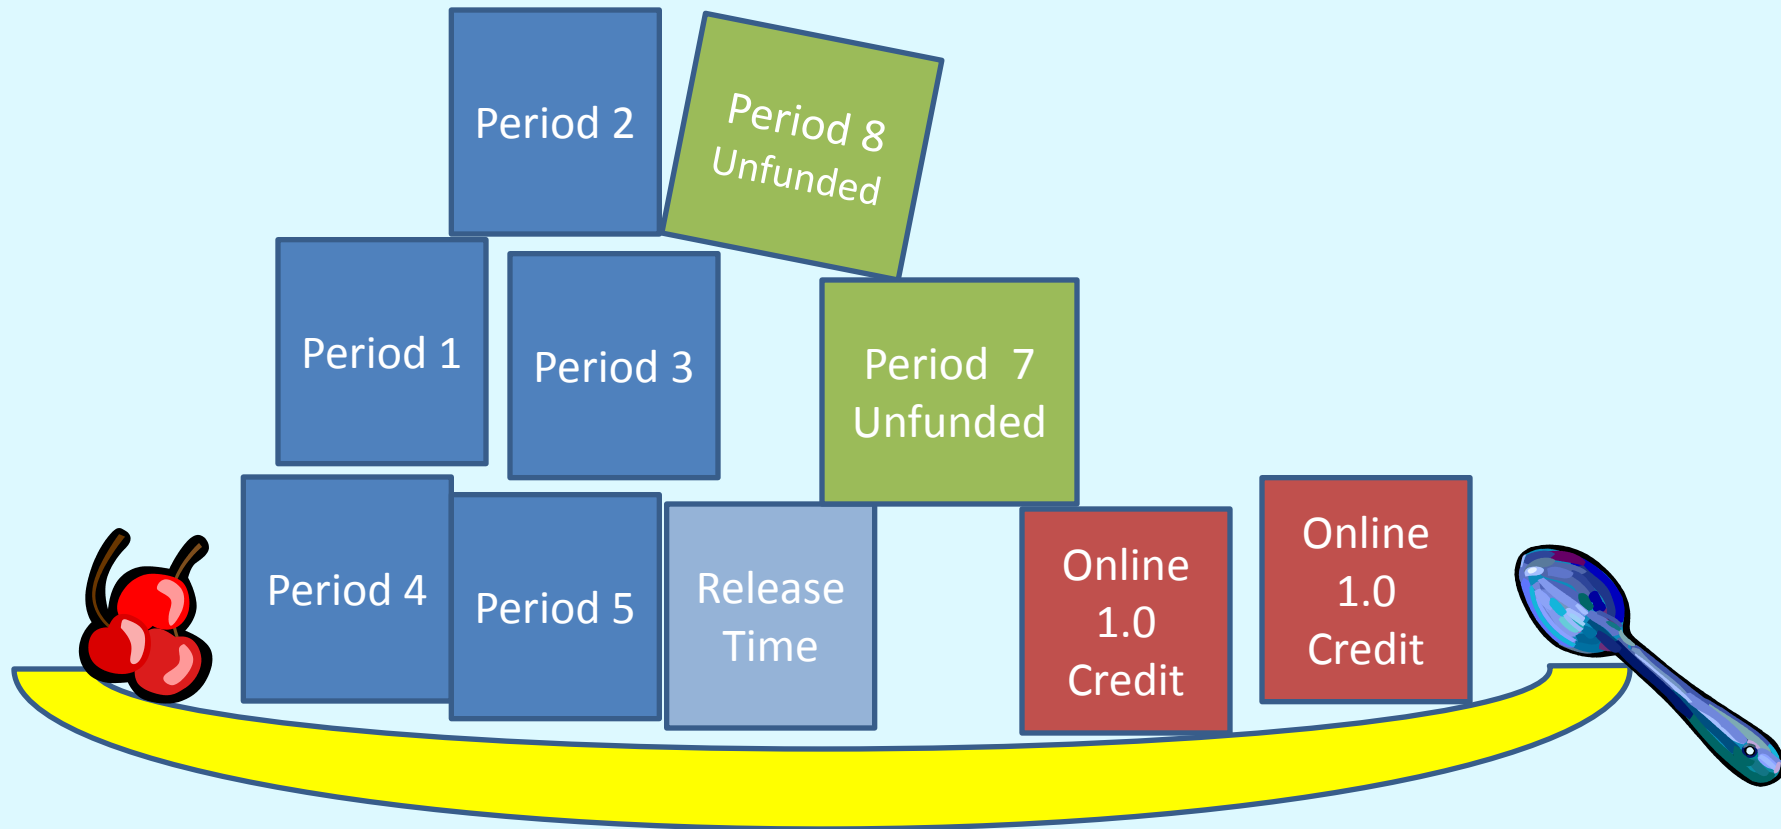 Period 2
Period 8
Unfunded
Period 1
Period 3
Period  7
Unfunded
Period 4
Period 5
Release
Time
Online
1.0
Credit
Online
1.0
Credit